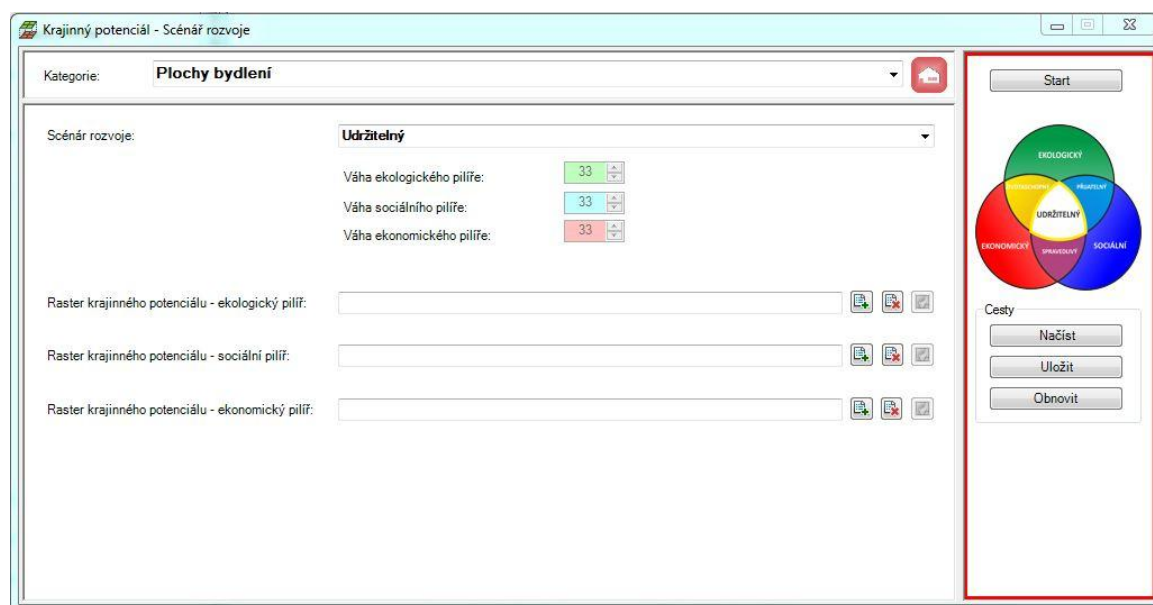 Krajinný potenciál - Scénář rozvoje
Kategorie: Plochy bydlení
Scénár rozvoje: Udržitelný
Váha ekologického pilíře: 33
Váha sociálního pilíře: 33
Váha ekonomického pilíře: 33
Raster krajinného potenciálu - ekologický pilíř:
Raster krajinného potenciálu - sociální pilíř:
Raster krajinného potenciálu - ekonomický pilíř:
Start
EKOLOGICKÝ
ŽIVOTASCHOPNÝ PŘIJATELNÝ
UDRŽITELNÝ
EKONOMICKÝ SPRAVEDLIVÝ SOCIÁLNÍ
Cesty
Načíst
Uložit
Obnovit